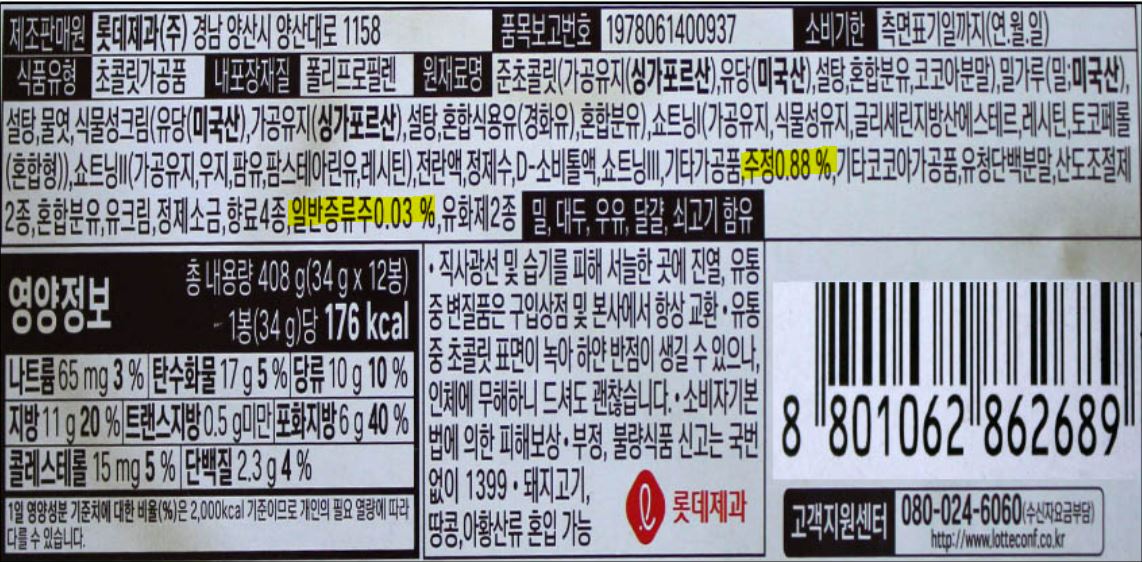 제조판매원 롯데제과(주) 경남 양산시 양산대로 1158 품목보고번호 1978061400937 소비기한 측면표기일까지(연.월.일)
식품유형 초콜릿가공품 내포장재질 폴리프로필렌 원재료명 준초콜릿(가공유지(싱가포르산),유당(미국산),설탕,혼합분유,코코아분말),밀가루(밀:미국산),
설탕,물엿,식물성크림(유당(미국산),가공유지(싱가포르산),설탕,혼합식용유(경화유),혼합분유),쇼트닝I(가공유지,식물성유지,글리세린지방산에스테르,레시틴,토코페롤
(혼합형)),쇼트닝II(가공유지,우지,팜유,팜스테아린유,레시틴),전란액,정제수,D-소비톨액,쇼트닝III,기타가공품,주정0.88 %,기타코코아가공품,유청단백분말,산도조절제
2종,혼합분유,유크림,정제소금,향료4종,일반증류주0.03 %,유화제2종 밀, 대두, 우유, 달걀, 쇠고기 함유
영양정보
총 내용량 408 g(34 g x 12봉)
1봉(34 g)당 176 kcal
나트륨 65 mg 3 % 탄수화물 17 g 5 % 당류 10 g 10 %
지방 11 g 20 % 트랜스지방 0.5 g미만 포화지방 6 g 40 %
콜레스테롤 15 mg 5 % 단백질 2.3 g 4 %
1일 영양성분 기준치에 대한 비율(%)은 2,000kcal 기준이므로 개인의 필요 열량에 따라
다를 수 있습니다.
• 직사광선 및 습기를 피해 서늘한 곳에 진열, 유통
중 변질품은 구입상점 및 본사에서 항상 교환 • 유통
중 초콜릿 표면이 녹아 하얀 반점이 생길 수 있으나,
인체에 무해하니 드셔도 괜찮습니다. • 소비자기본
법에 의한 피해보상 • 부정, 불량식품 신고는 국번
없이 1399 • 돼지고기,
땅콩,아황산류 혼입 가능
롯데제과
8 801062 862689
고객지원센터 080-024-6060(수신자요금부담)
http://www.lotteconf.co.kr